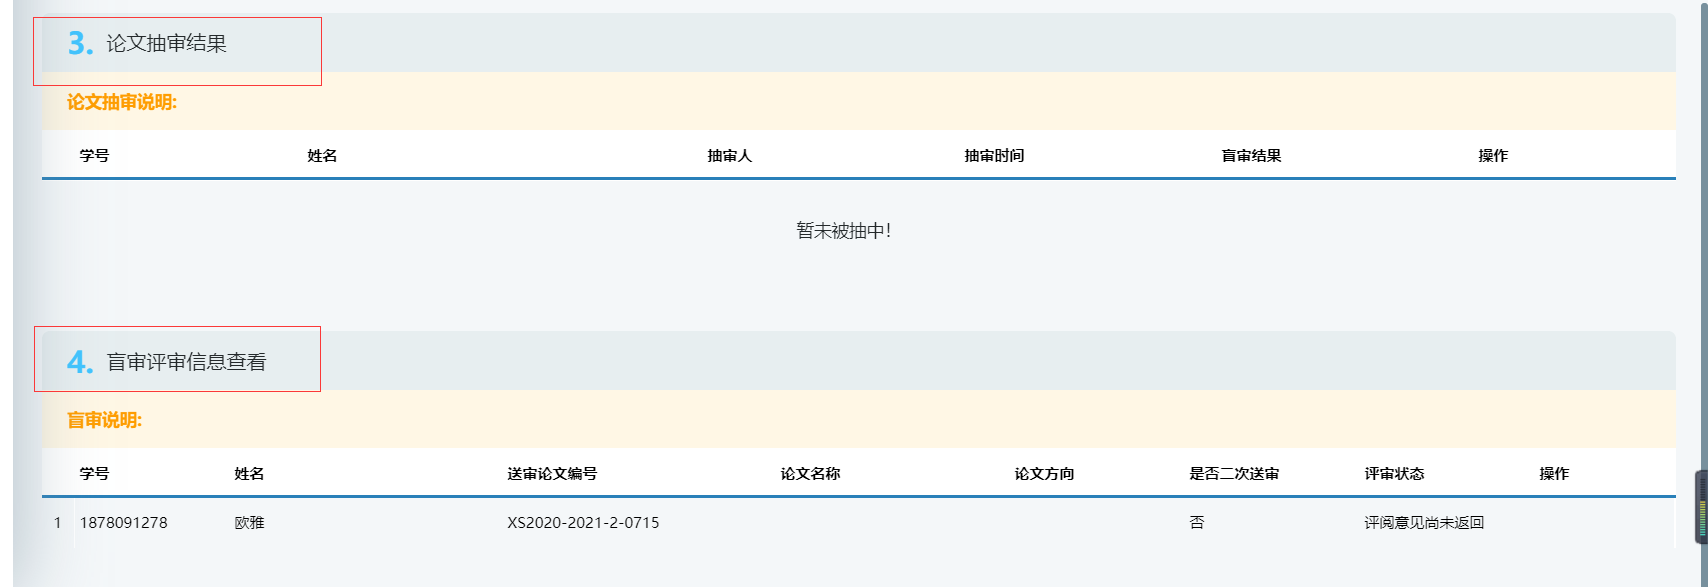 3. 论文抽审结果
论文抽审说明:
学号 姓名 抽审人 抽审时间 盲审结果 操作
暂未被抽中!
4. 盲审评审信息查看
盲审说明:
学号 姓名 送审论文编号 论文名称 论文方向 是否二次送审 评审状态 操作
1 1878091278 欧雅 XS2020-2021-2-0715 否 评阅意见尚未返回